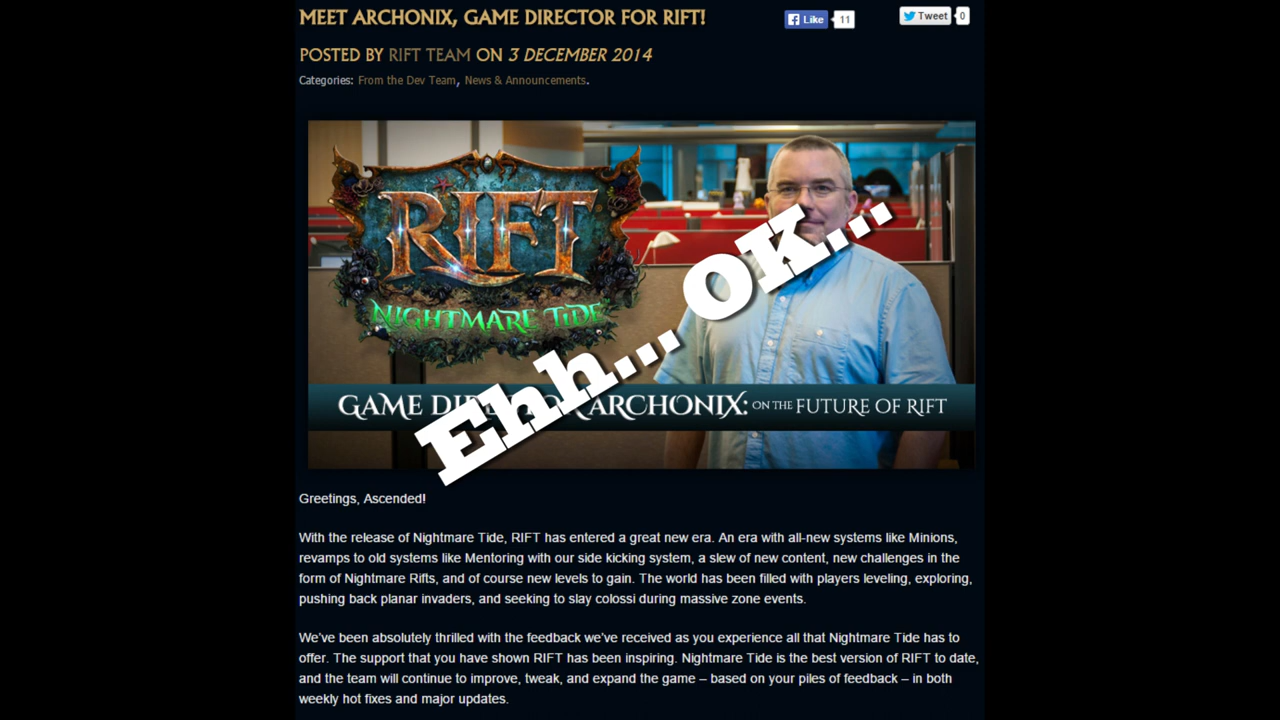 MEET ARCHONIX, GAME DIRECTOR FOR RIFT!
Like 11
Tweet 0
POSTED BY RIFT TEAM ON 3 DECEMBER 2014
Categories: From the Dev Team, News & Announcements.
RIFT
NIGHTMARE TIDE
Ehh... OK...
GAME DIRECTOR ARCHONIX: ON THE FUTURE OF RIFT
Greetings, Ascended!
With the release of Nightmare Tide, RIFT has entered a great new era. An era with all-new systems like Minions,
revamps to old systems like Mentoring with our side kicking system, a slew of new content, new challenges in the
form of Nightmare Rifts, and of course new levels to gain. The world has been filled with players leveling, exploring,
pushing back planar invaders, and seeking to slay colossi during massive zone events.
We've been absolutely thrilled with the feedback we've received as you experience all that Nightmare Tide has to
offer. The support that you have shown RIFT has been inspiring. Nightmare Tide is the best version of RIFT to date,
and the team will continue to improve, tweak, and expand the game – based on your piles of feedback – in both
weekly hot fixes and major updates.